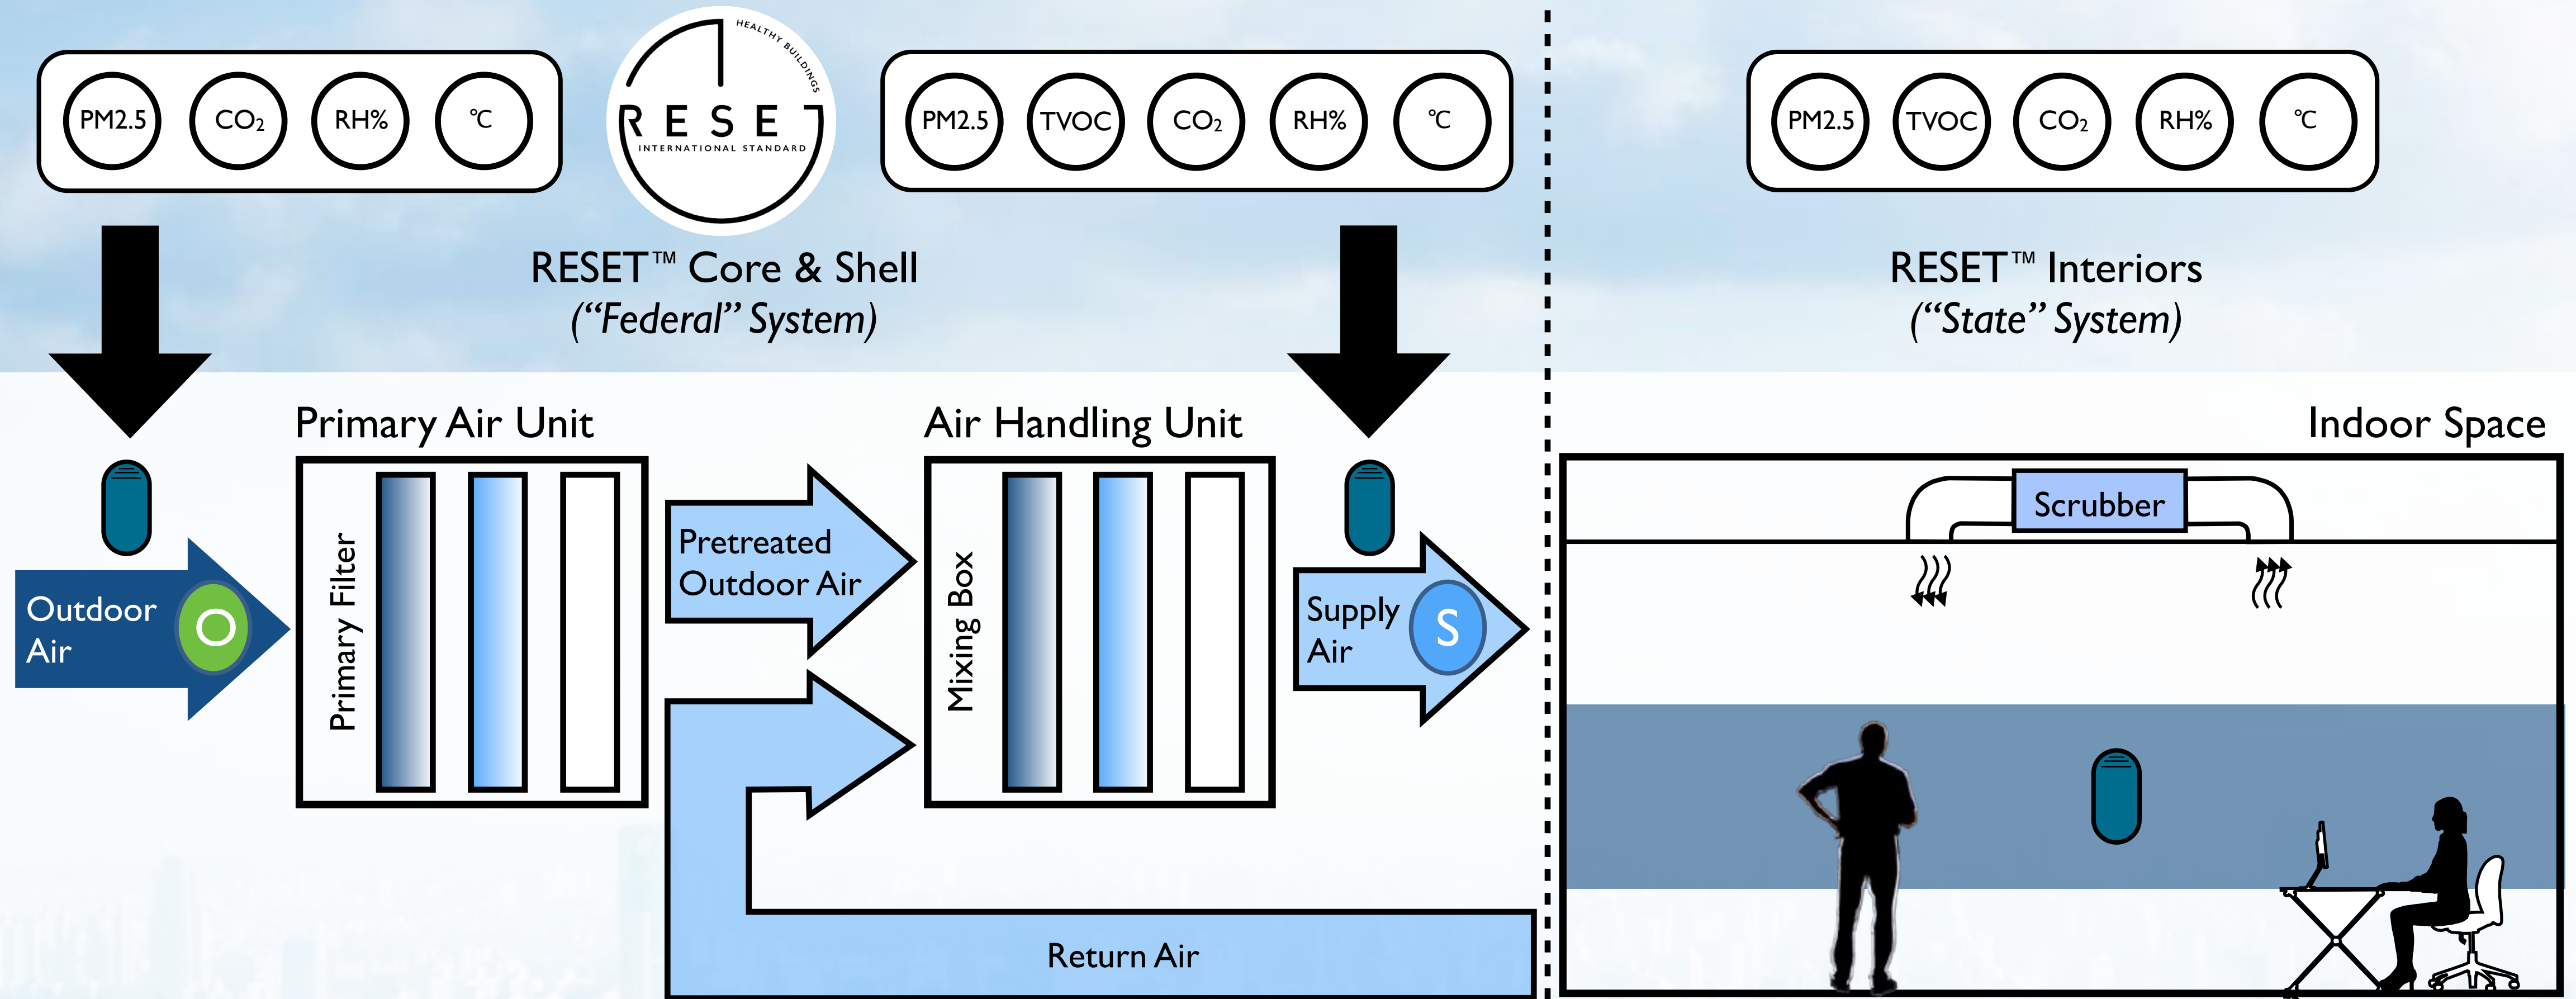 PM2.5
CO₂
RH%
℃
HEALTHY BUILDINGS
RESET
INTERNATIONAL STANDARD
PM2.5
TVOC
CO₂
RH%
℃
PM2.5
TVOC
CO₂
RH%
℃
RESET™ Core & Shell
(“Federal” System)
RESET™ Interiors
(“State” System)
Primary Air Unit
Air Handling Unit
Indoor Space
Outdoor
Air
O
Primary Filter
Pretreated
Outdoor Air
Mixing Box
Supply
Air
S
Scrubber
Return Air